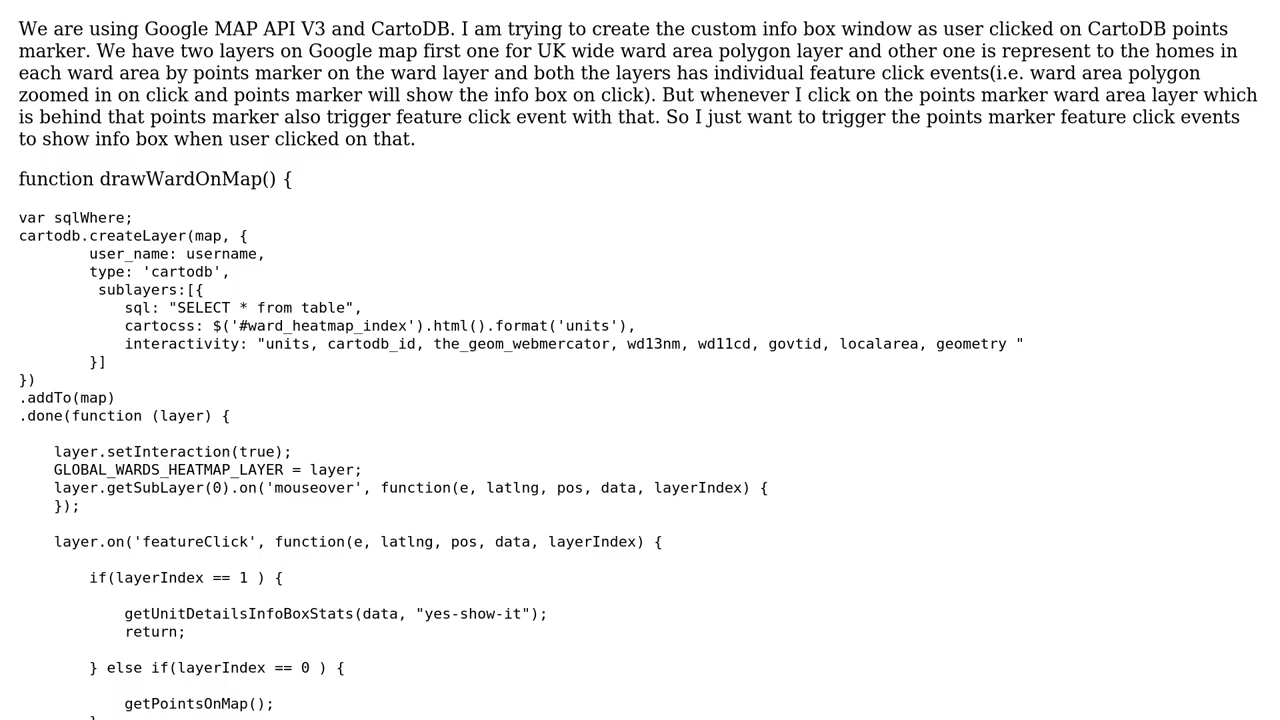 We are using Google MAP API V3 and CartoDB. I am trying to create the custom info box window as user clicked on CartoDB points
marker. We have two layers on Google map first one for UK wide ward area polygon layer and other one is represent to the homes in
each ward area by points marker on the ward layer and both the layers has individual feature click events(i.e. ward area polygon
zoomed in on click and points marker will show the info box on click). But whenever I click on the points marker ward area layer which
is behind that points marker also trigger feature click event with that. So I just want to trigger the points marker feature click events
to show info box when user clicked on that.
function drawWardOnMap() {
var sqlWhere;
cartodb.createLayer(map, {
        user_name: username,
        type: 'cartodb',
         sublayers:[{
            sql: "SELECT * from table",
            cartocss: $('#ward_heatmap_index').html().format('units'),
            interactivity: "units, cartodb_id, the_geom_webmercator, wd13nm, wd11cd, govtid, localarea, geometry "
        }]
})
.addTo(map)
.done(function (layer) {
    layer.setInteraction(true);
    GLOBAL_WARDS_HEATMAP_LAYER = layer;
    layer.getSubLayer(0).on('mouseover', function(e, latlng, pos, data, layerIndex) {
    });
    layer.on('featureClick', function(e, latlng, pos, data, layerIndex) {
        if(layerIndex == 1 ) {
            getUnitDetailsInfoBoxStats(data, "yes-show-it");
            return;
        } else if(layerIndex == 0 ) {
            getPointsOnMap();
        }